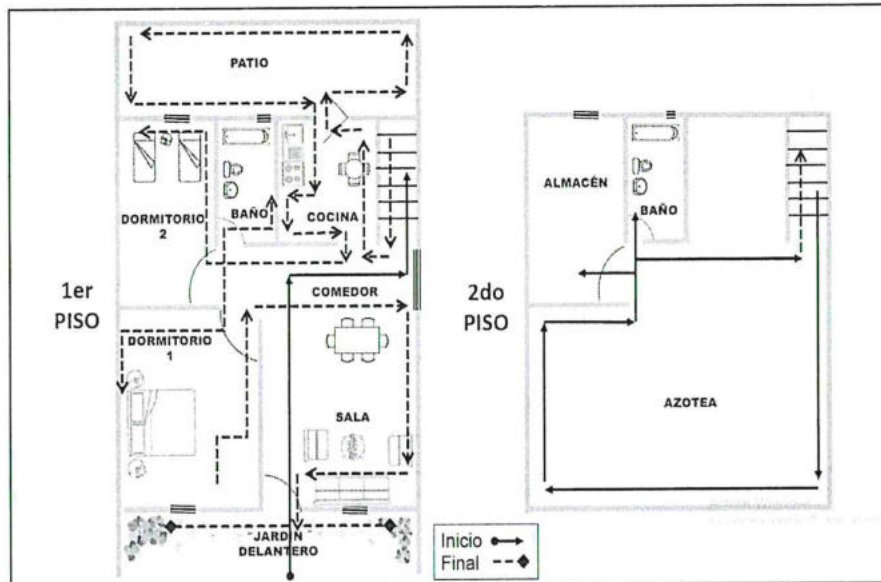 PATIO
DORMITORIO
2
BAÑO
COCINA
1er
PISO
COMEDOR
DORMITORIO
1
SALA
JARDIN
DELANTERO
ALMACÉN
BAÑO
2do
PISO
AZOTEA
Inicio
Final